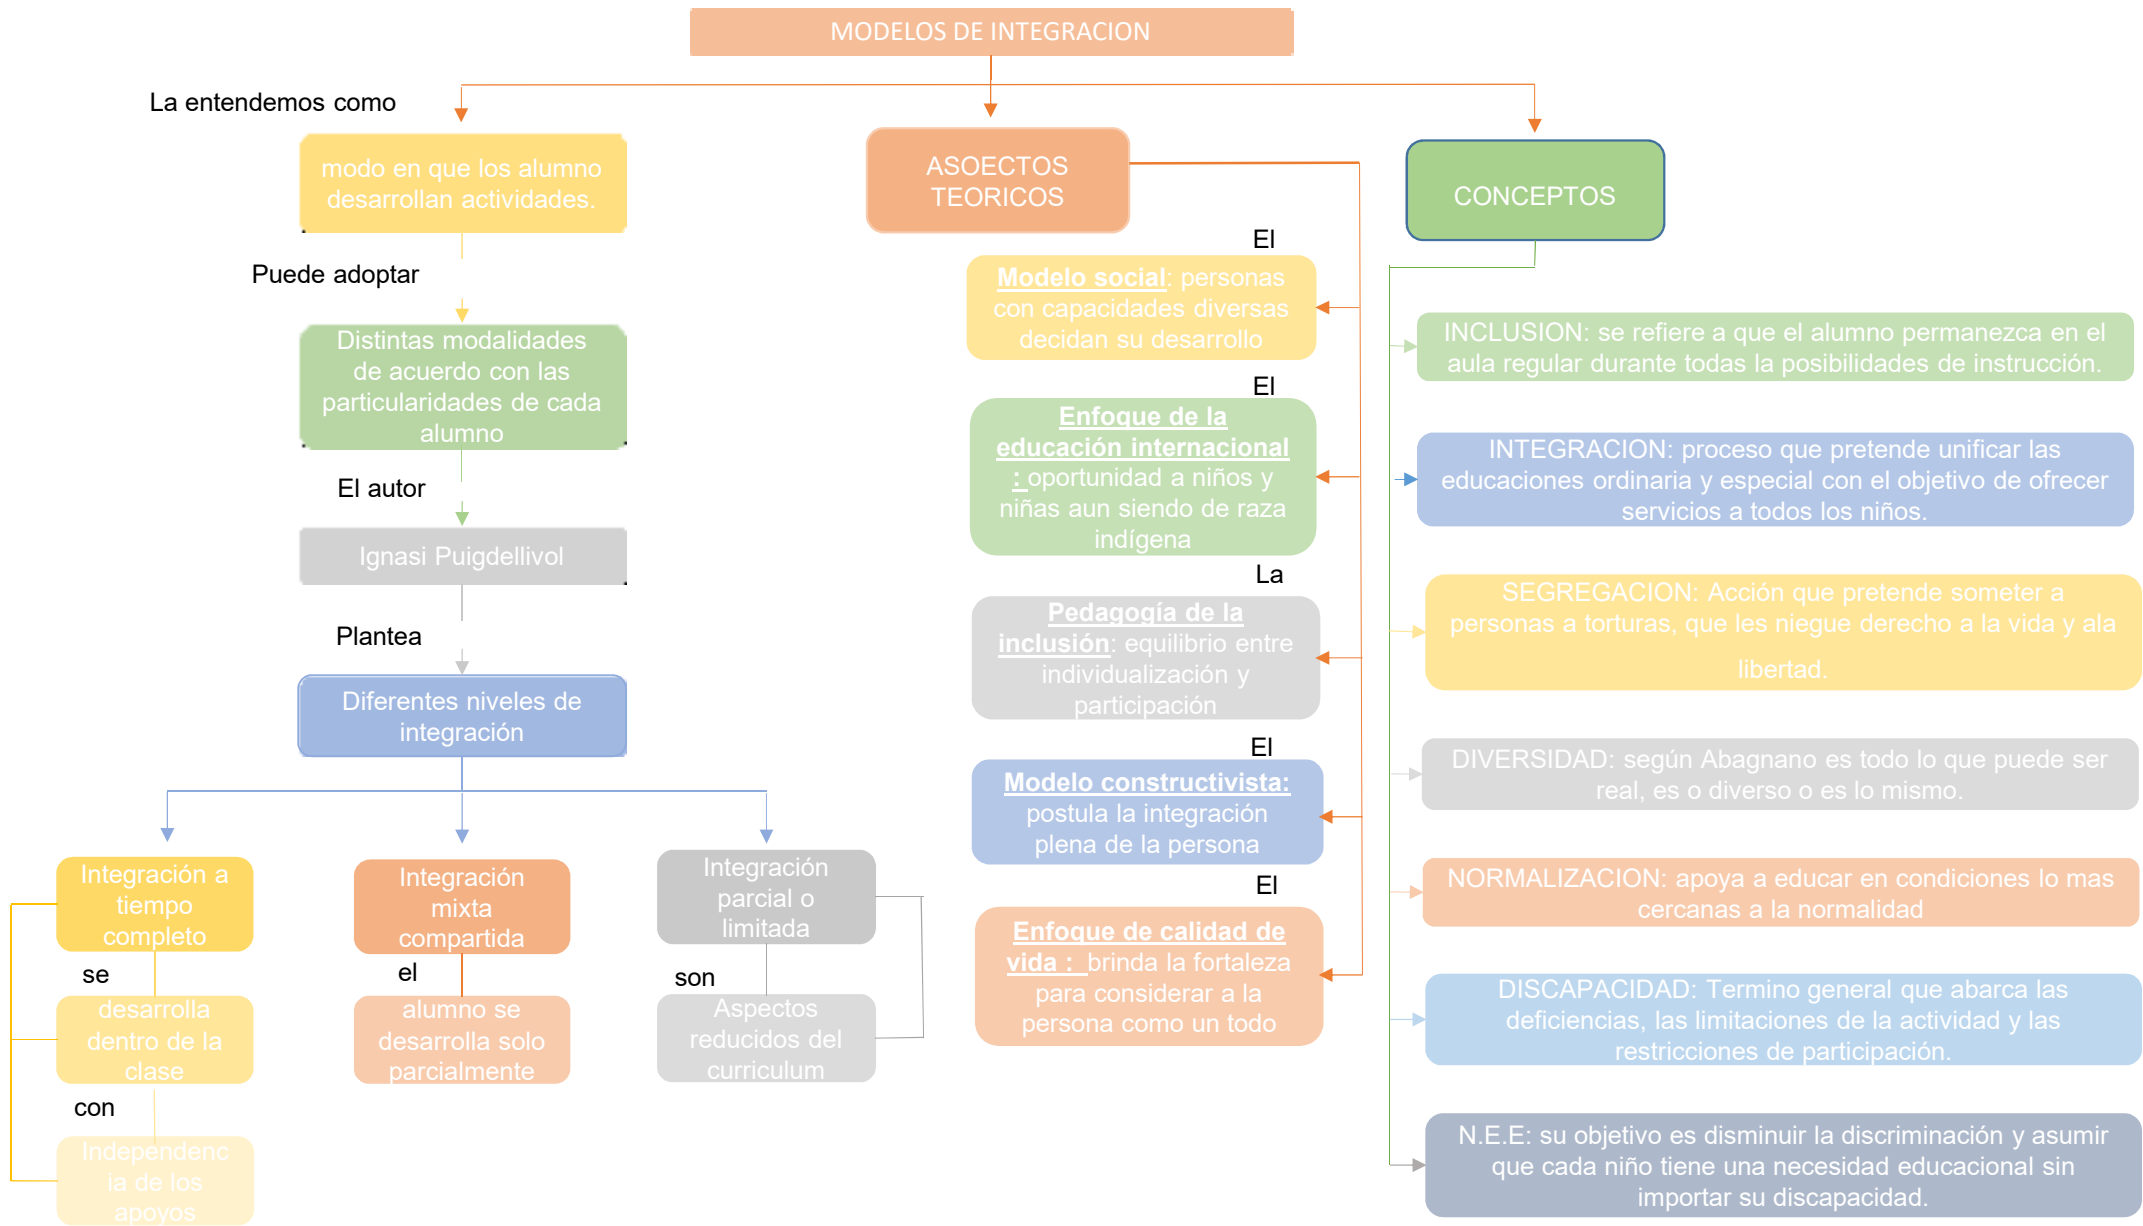 MODELOS DE INTEGRACION
La entendemos como
modo en que los alumno
desarrollan actividades.
Puede adoptar
Distintas modalidades
de acuerdo con las
particularidades de cada
alumno
El autor
Ignasi Puigdellivol
Plantea
Diferentes niveles de
integración
Integración a
tiempo
completo
se
desarrolla
dentro de la
clase
con
Independenc
ia de los
apoyos
Integración
mixta
compartida
el
alumno se
desarrolla solo
parcialmente
Integración
parcial o
limitada
son
Aspectos
reducidos del
curriculum
ASOECTOS
TEORICOS
El
Modelo social: personas
con capacidades diversas
decidan su desarrollo
El
Enfoque de la
educación internacional
: oportunidad a niños y
niñas aun siendo de raza
indígena
La
Pedagogía de la
inclusión: equilibrio entre
individualización y
participación
El
Modelo constructivista:
postula la integración
plena de la persona
El
Enfoque de calidad de
vida : brinda la fortaleza
para considerar a la
persona como un todo
CONCEPTOS
INCLUSION: se refiere a que el alumno permanezca en el
aula regular durante todas la posibilidades de instrucción.
INTEGRACION: proceso que pretende unificar las
educaciones ordinaria y especial con el objetivo de ofrecer
servicios a todos los niños.
SEGREGACION: Acción que pretende someter a
personas a torturas, que les niegue derecho a la vida y ala
libertad.
DIVERSIDAD: según Abagnano es todo lo que puede ser
real, es o diverso o es lo mismo.
NORMALIZACION: apoya a educar en condiciones lo mas
cercanas a la normalidad
DISCAPACIDAD: Termino general que abarca las
deficiencias, las limitaciones de la actividad y las
restricciones de participación.
N.E.E: su objetivo es disminuir la discriminación y asumir
que cada niño tiene una necesidad educacional sin
importar su discapacidad.